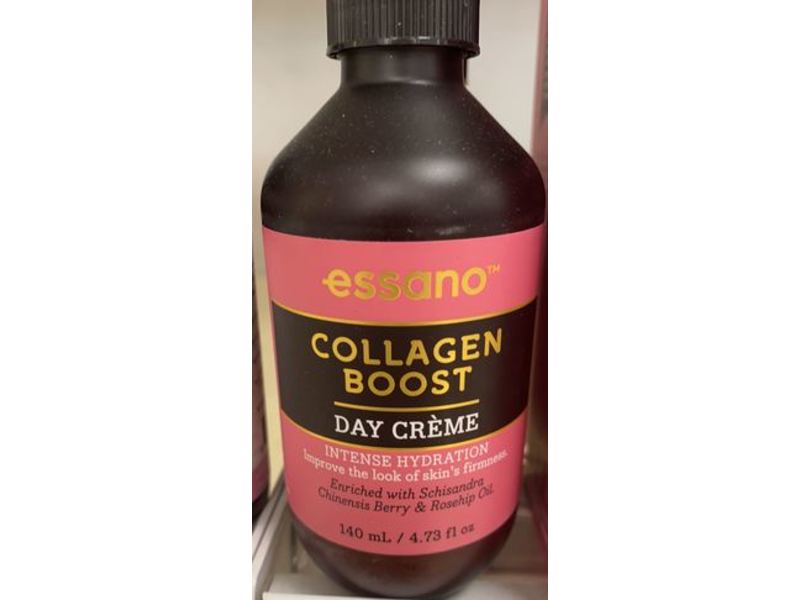 essano™
COLLAGEN
BOOST
DAY CRÈME
INTENSE HYDRATION
Improve the look of skin's firmness.
Enriched with Schisandra
Chinensis Berry & Rosehip Oil.
140 mL / 4.73 fl oz